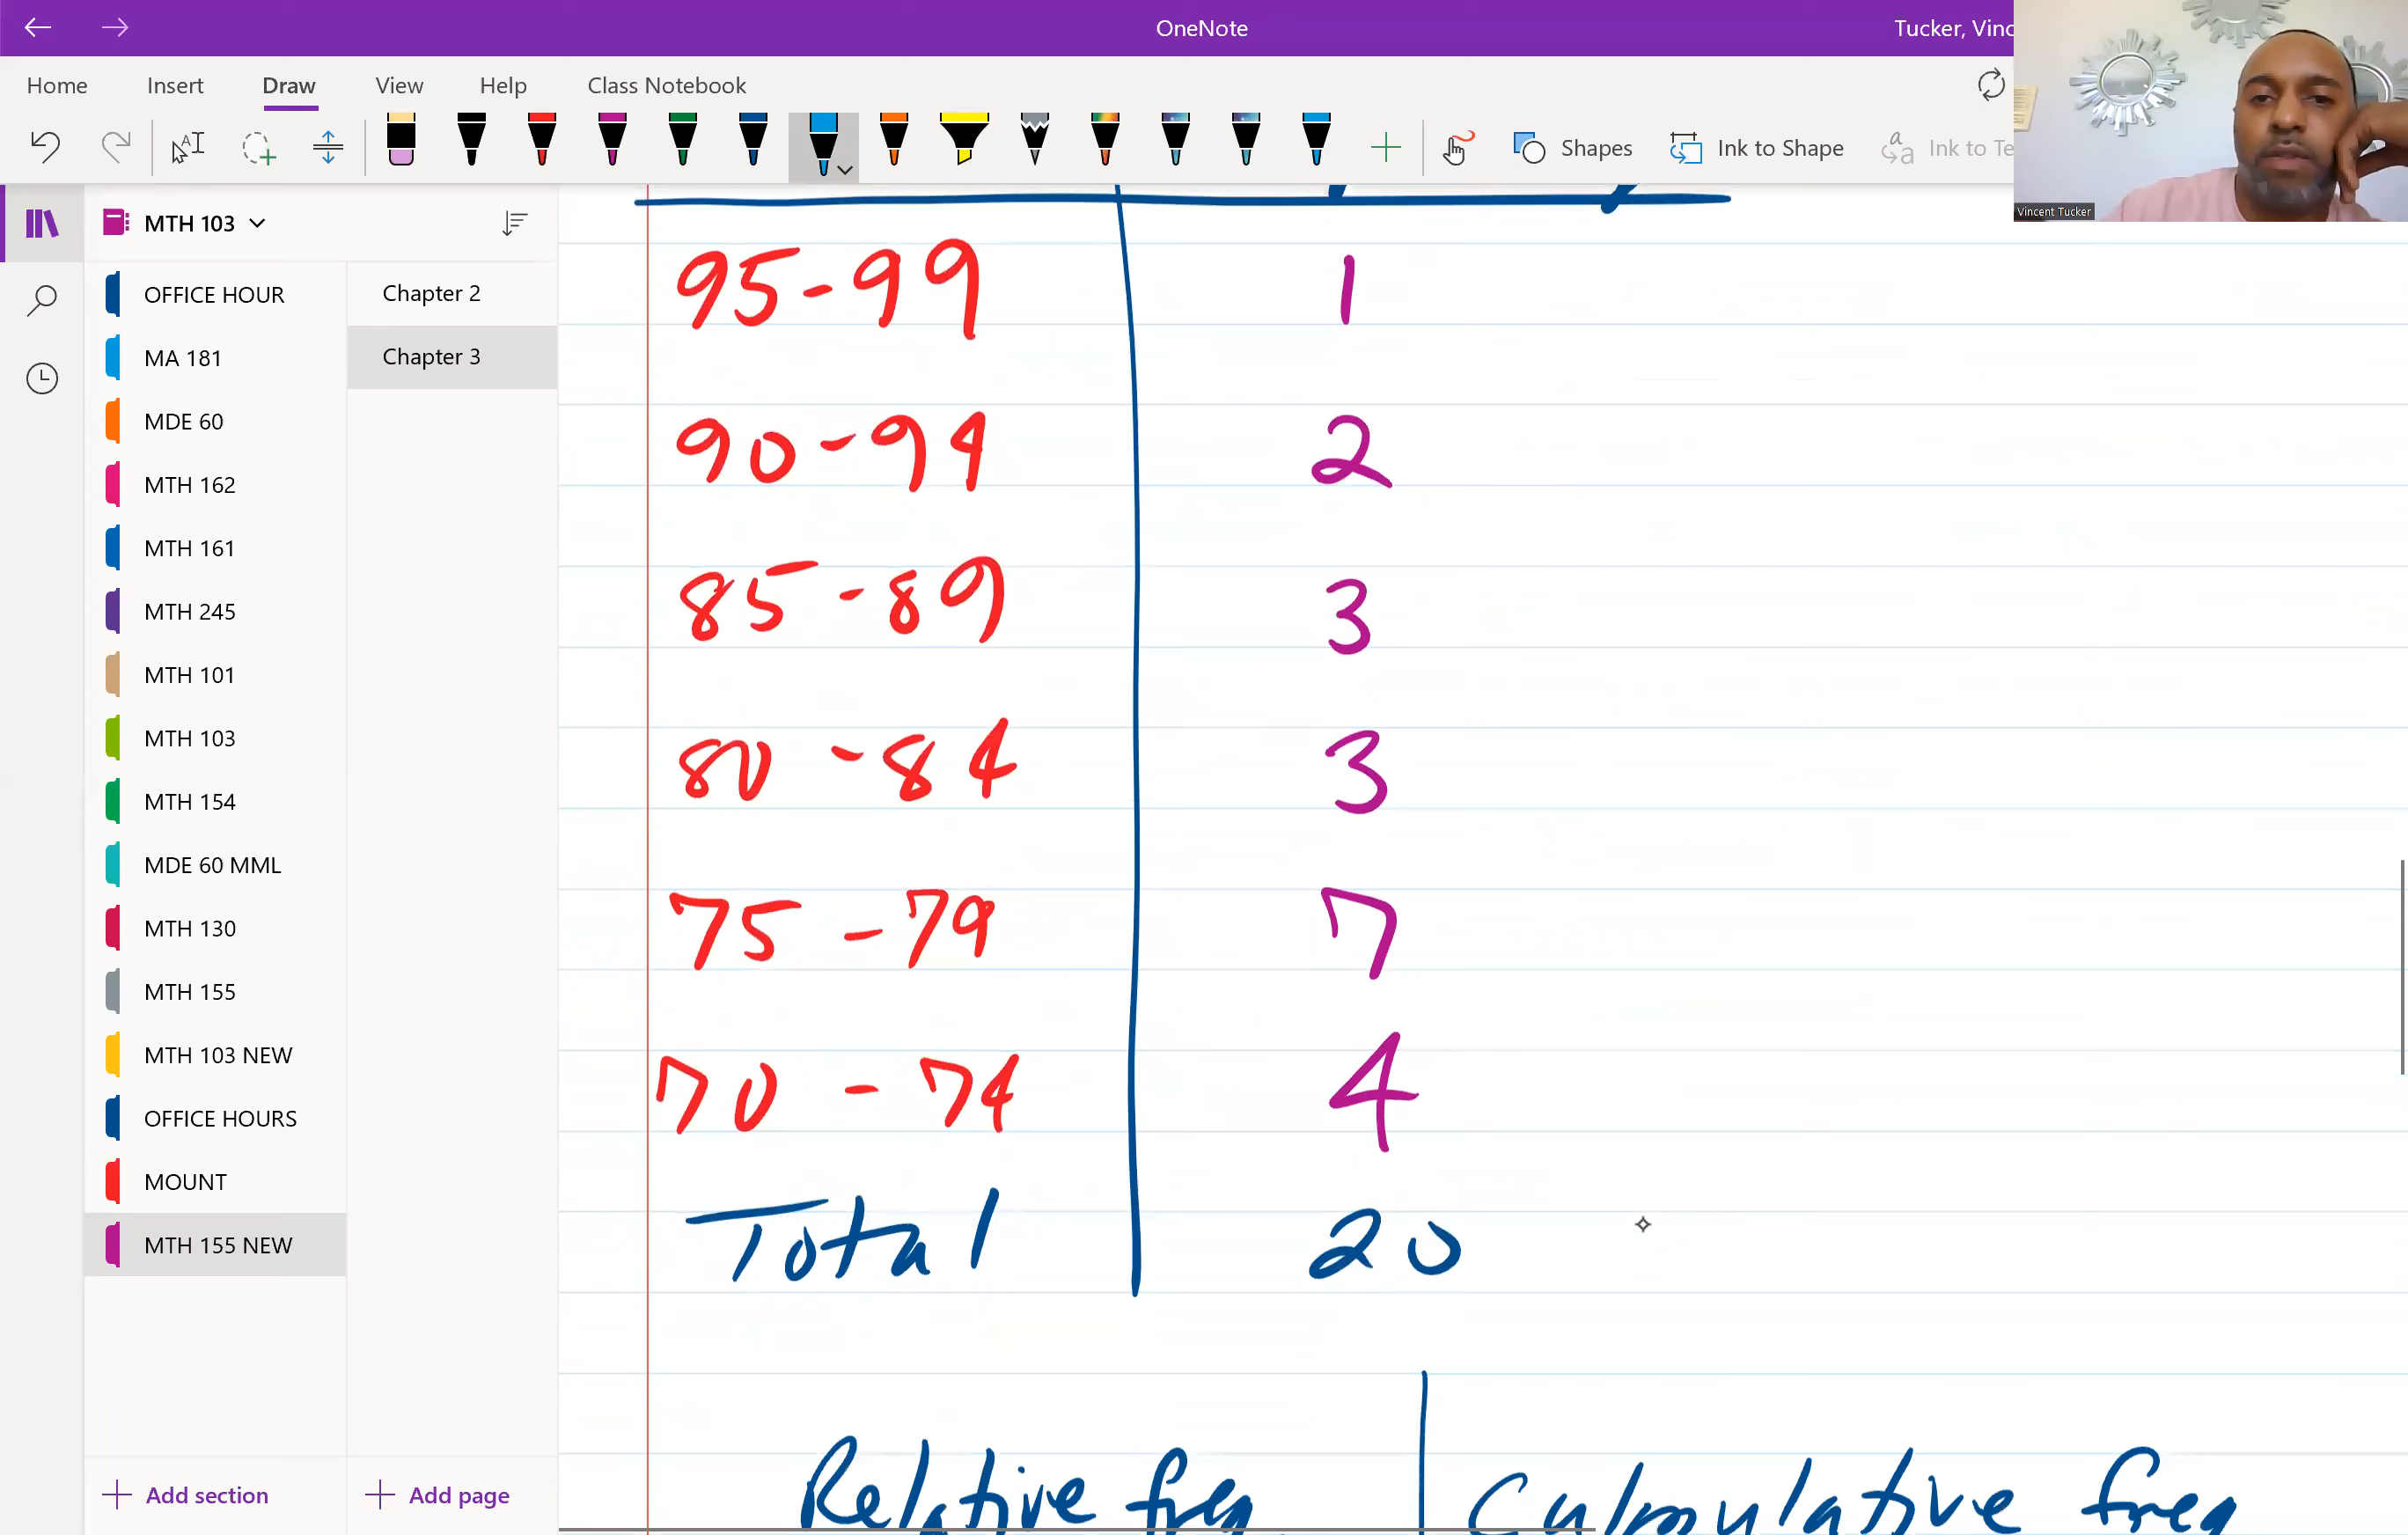 OneNote
Tucker, Vinc
Home Insert Draw View Help Class Notebook
Shapes Ink to Shape Ink to Te
Vincent Tucker
MTH 103
OFFICE HOUR
MA 181
MDE 60
MTH 162
MTH 161
MTH 245
MTH 101
MTH 103
MTH 154
MDE 60 MML
MTH 130
MTH 155
MTH 103 NEW
OFFICE HOURS
MOUNT
MTH 155 NEW
Add section
Chapter 2
Chapter 3
Add page
95-99 1
90-94 2
85-89 3
80-84 3
75-79 7
70-74 4
Total 20
Relative freq. Culmulative freq